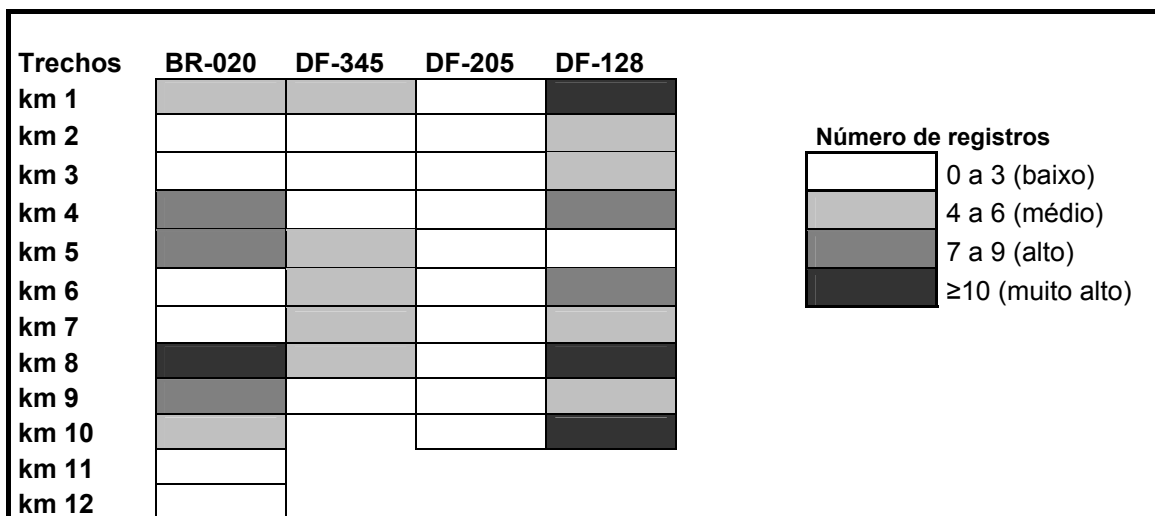 Trechos BR-020 DF-345 DF-205 DF-128
km 1
km 2
km 3
km 4
km 5
km 6
km 7
km 8
km 9
km 10
km 11
km 12
Número de registros
0 a 3 (baixo)
4 a 6 (médio)
7 a 9 (alto)
≥10 (muito alto)